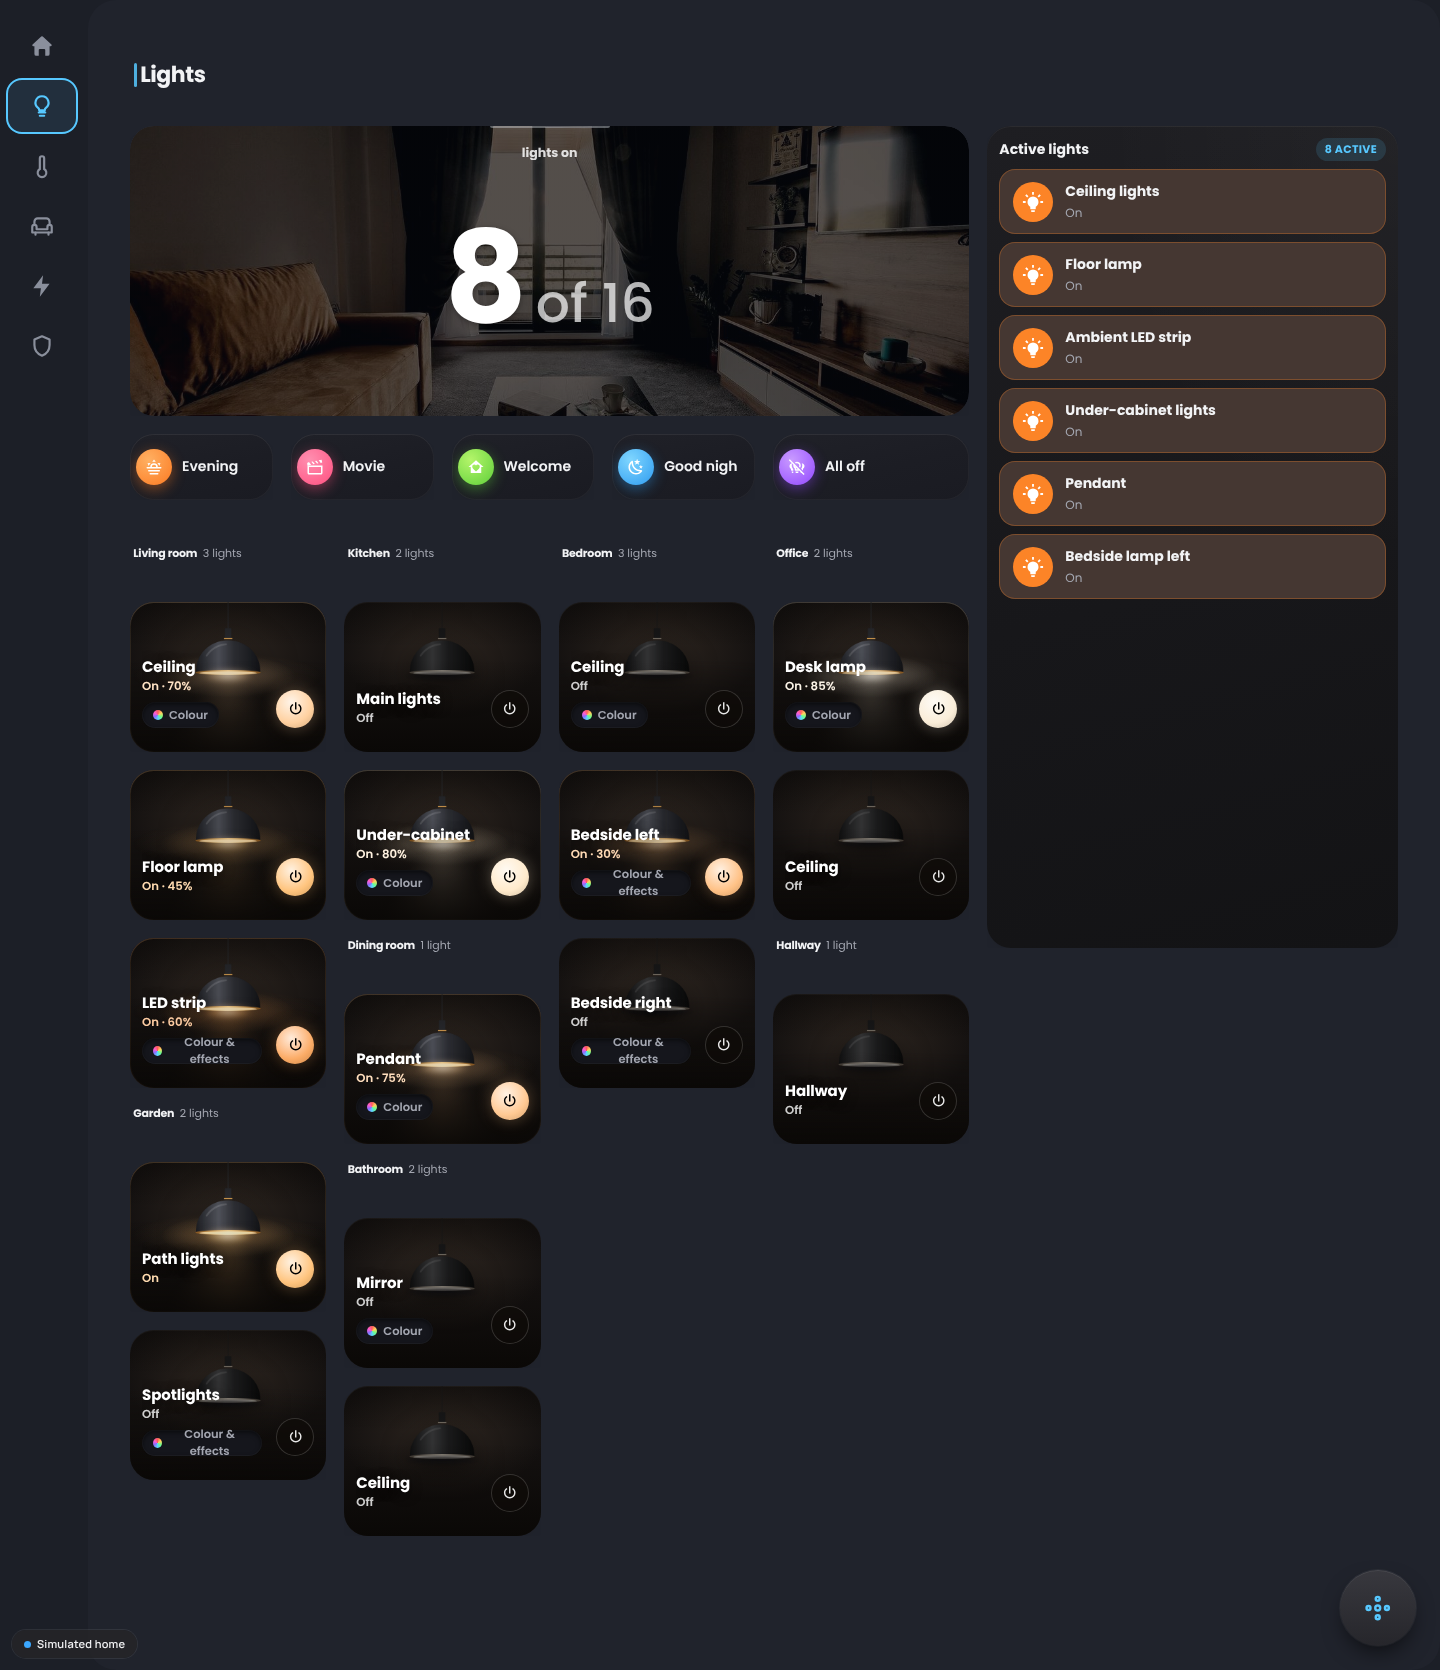 Lights
lights on
8 of 16
Evening
Movie
Welcome
Good nigh
All off
Active lights
8 ACTIVE
Ceiling lights
On
Floor lamp
On
Ambient LED strip
On
Under-cabinet lights
On
Pendant
On
Bedside lamp left
On
Living room 3 lights
Ceiling
On · 70%
Colour
Floor lamp
On · 45%
LED strip
On · 60%
Colour &
effects
Garden 2 lights
Path lights
On
Spotlights
Off
Colour &
effects
Kitchen 2 lights
Main lights
Off
Under-cabinet
On · 80%
Colour
Dining room 1 light
Pendant
On · 75%
Colour
Bathroom 2 lights
Mirror
Off
Colour
Ceiling
Off
Bedroom 3 lights
Ceiling
Off
Colour
Bedside left
On · 30%
Colour &
effects
Bedside right
Off
Colour &
effects
Office 2 lights
Desk lamp
On · 85%
Colour
Ceiling
Off
Hallway 1 light
Hallway
Off
Simulated home